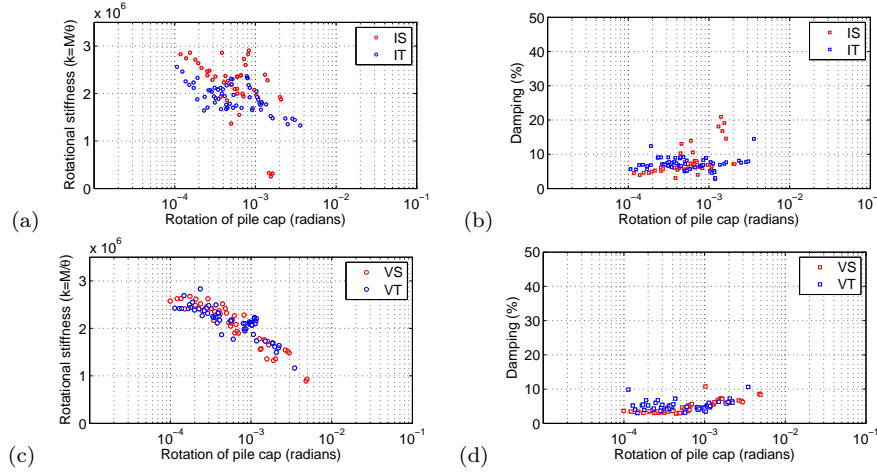 x 10⁶
IS
IT
3
2
1
0
10⁻⁴ 10⁻³ 10⁻² 10⁻¹
Rotational stiffness (k=M/θ)
Rotation of pile cap (radians)
(a)
IS
IT
50
40
30
20
10
0
10⁻⁴ 10⁻³ 10⁻² 10⁻¹
Damping (%)
Rotation of pile cap (radians)
(b)
x 10⁶
VS
VT
3
2
1
0
10⁻⁴ 10⁻³ 10⁻² 10⁻¹
Rotational stiffness (k=M/θ)
Rotation of pile cap (radians)
(c)
VS
VT
50
40
30
20
10
0
10⁻⁴ 10⁻³ 10⁻² 10⁻¹
Damping (%)
Rotation of pile cap (radians)
(d)